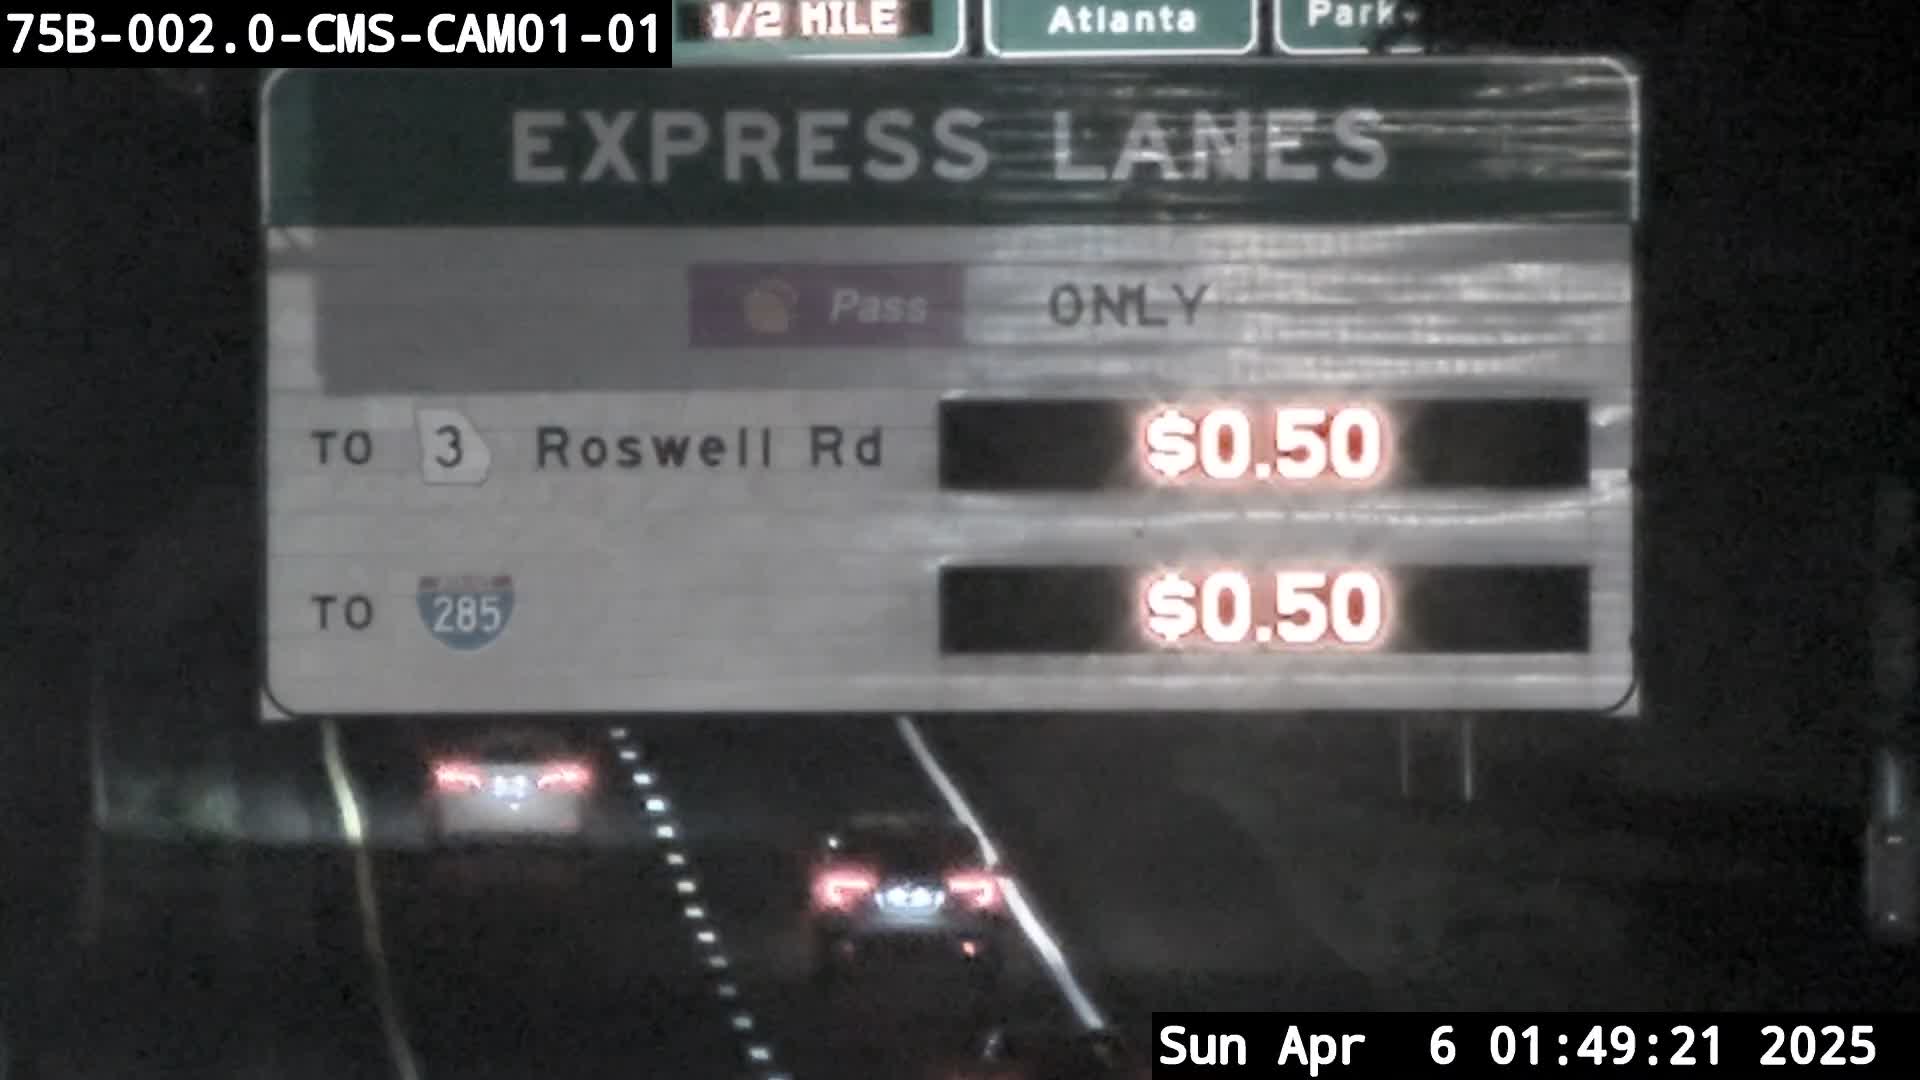 75B-002.0-CMS-CAM01-01
1/2 MILE
Atlanta
Park
EXPRESS LANES
Pass ONLY
TO 3 Roswell Rd $0.50
TO 285 $0.50
Sun Apr 6 01:49:21 2025